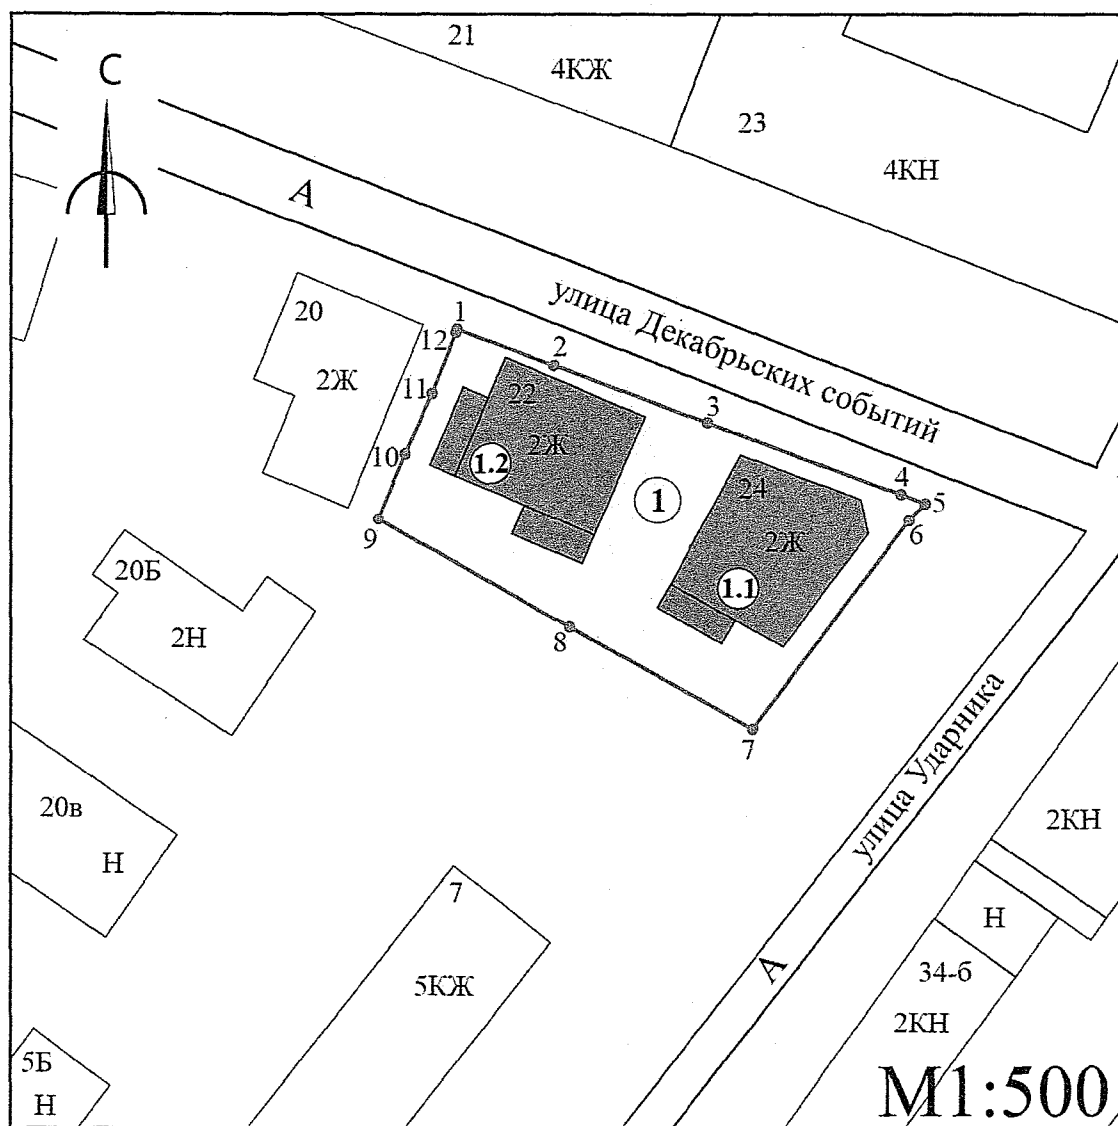 21
4КЖ
С
23
4КН
А
улица Декабрьских событий
20
2Ж
1
12
2
3
11
22
2Ж
10
1.2
1
24
4
5
6
2Ж
9
1.1
20Б
2Н
8
7
улица Ударника
20в
Н
2КН
7
Н
А
34-б
5КЖ
2КН
5Б
Н
М1:500